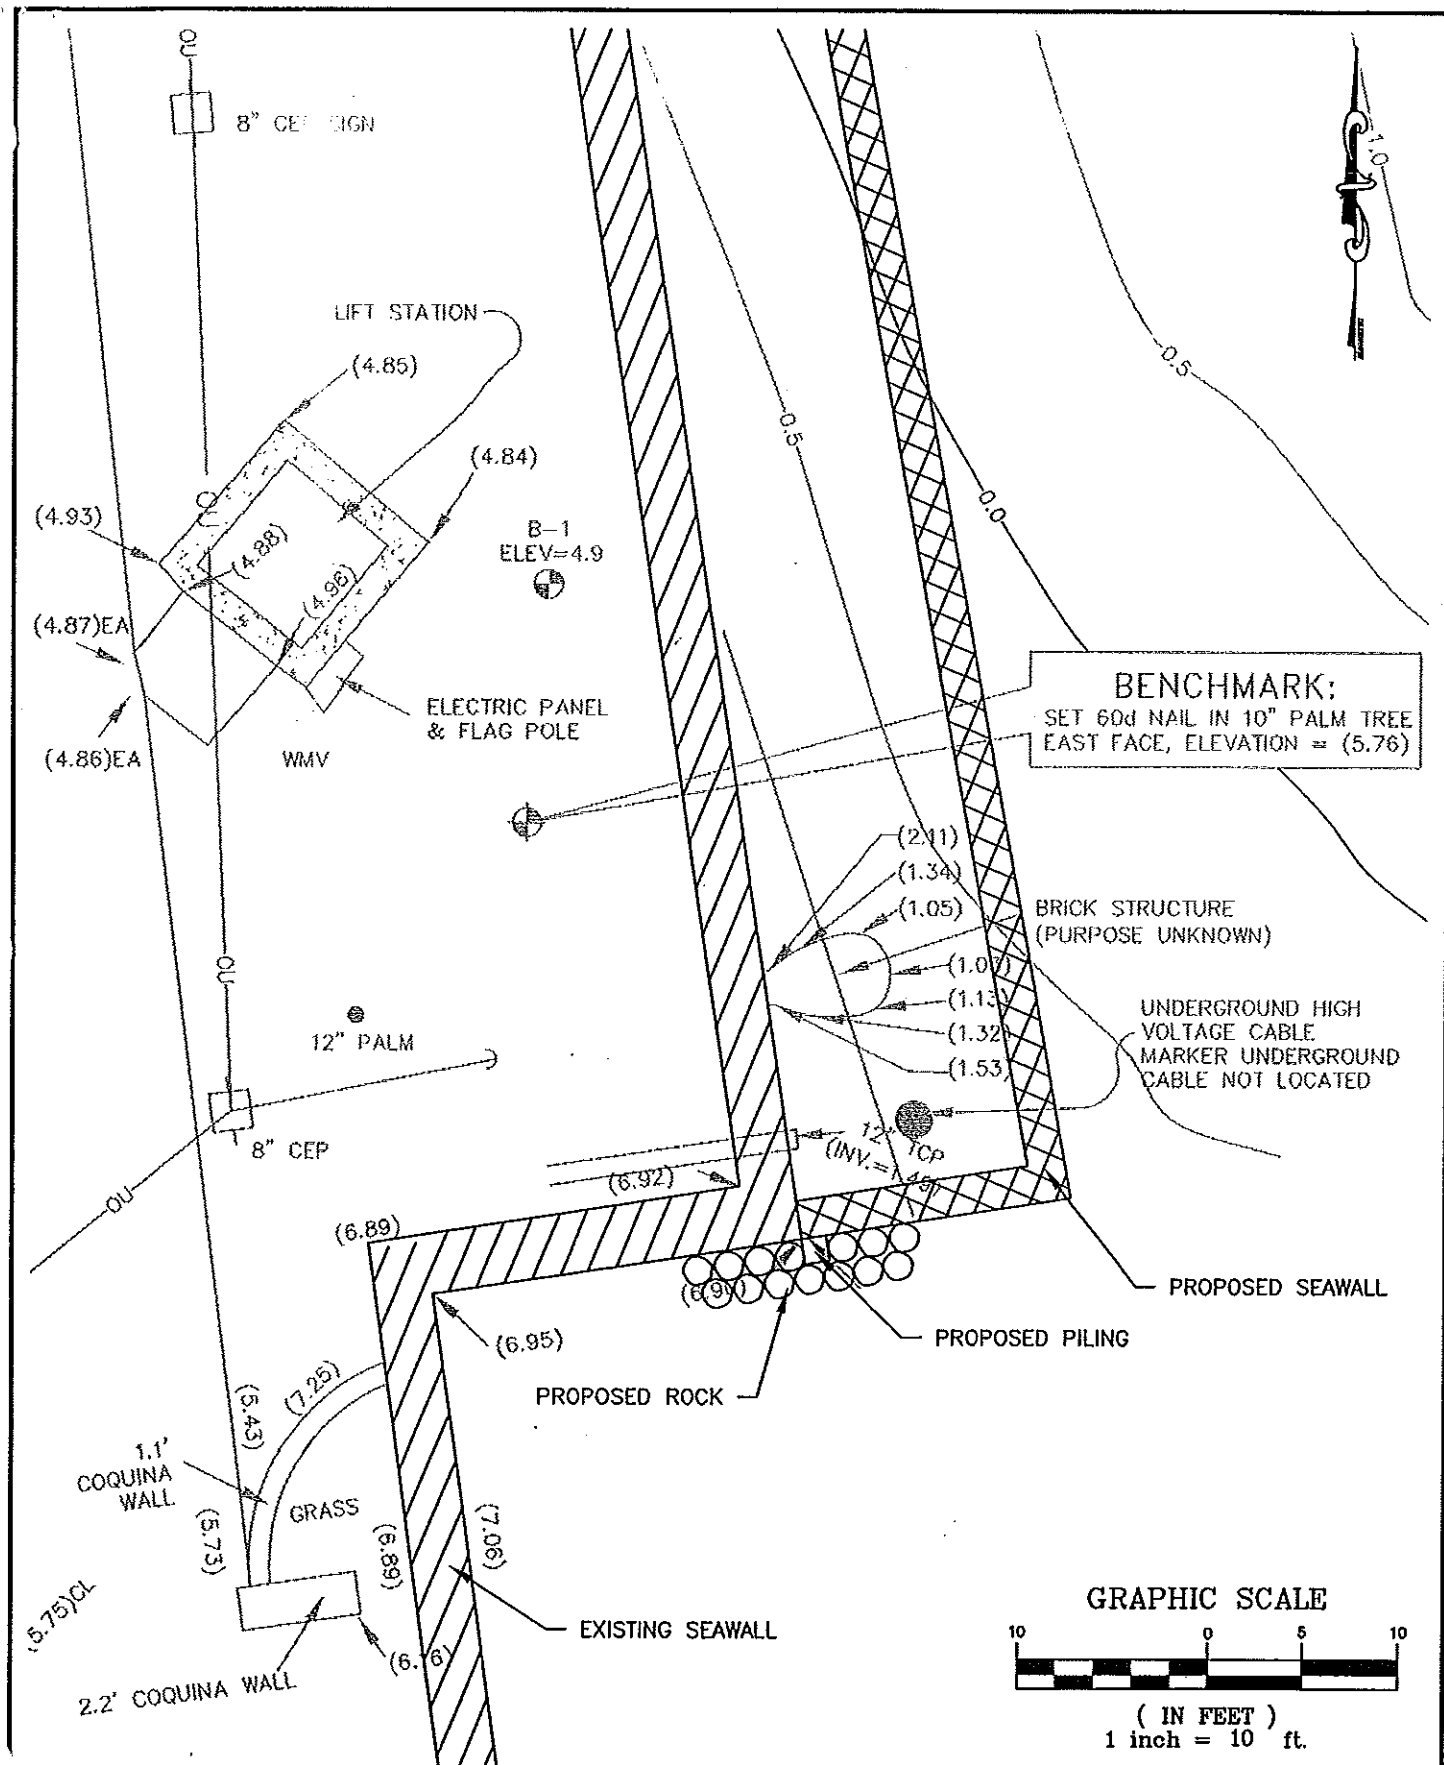 OU
8" CE  SIGN
1.0
LIFT STATION
(4.85)
0.5
0.5
(4.84)
OU
(4.93)
B-1
ELEV=4.9
0.0
(4.88)
(4.96)
(4.87)EA
(4.86)EA
ELECTRIC PANEL
& FLAG POLE
WMV
BENCHMARK:
SET 60d NAIL IN 10" PALM TREE
EAST FACE, ELEVATION = (5.76)
(2.11)
(1.34)
(1.05)
BRICK STRUCTURE
(PURPOSE UNKNOWN)
OU
(1.13)
(1.32)
(1.53)
12" PALM
UNDERGROUND HIGH
VOLTAGE CABLE
MARKER UNDERGROUND
CABLE NOT LOCATED
8" CEP
12" TCP
(INV.=
(6.92)
OU
(6.89)
PROPOSED SEAWALL
PROPOSED PILING
(6.95)
PROPOSED ROCK
(7.25)
(5.43)
1.1'
COQUINA
WALL
GRASS
(5.73)
(6.89)
(7.06)
5.75)CL
EXISTING SEAWALL
2.2' COQUINA WALL
GRAPHIC SCALE
10 0 5 10
( IN FEET )
1 inch = 10 ft.